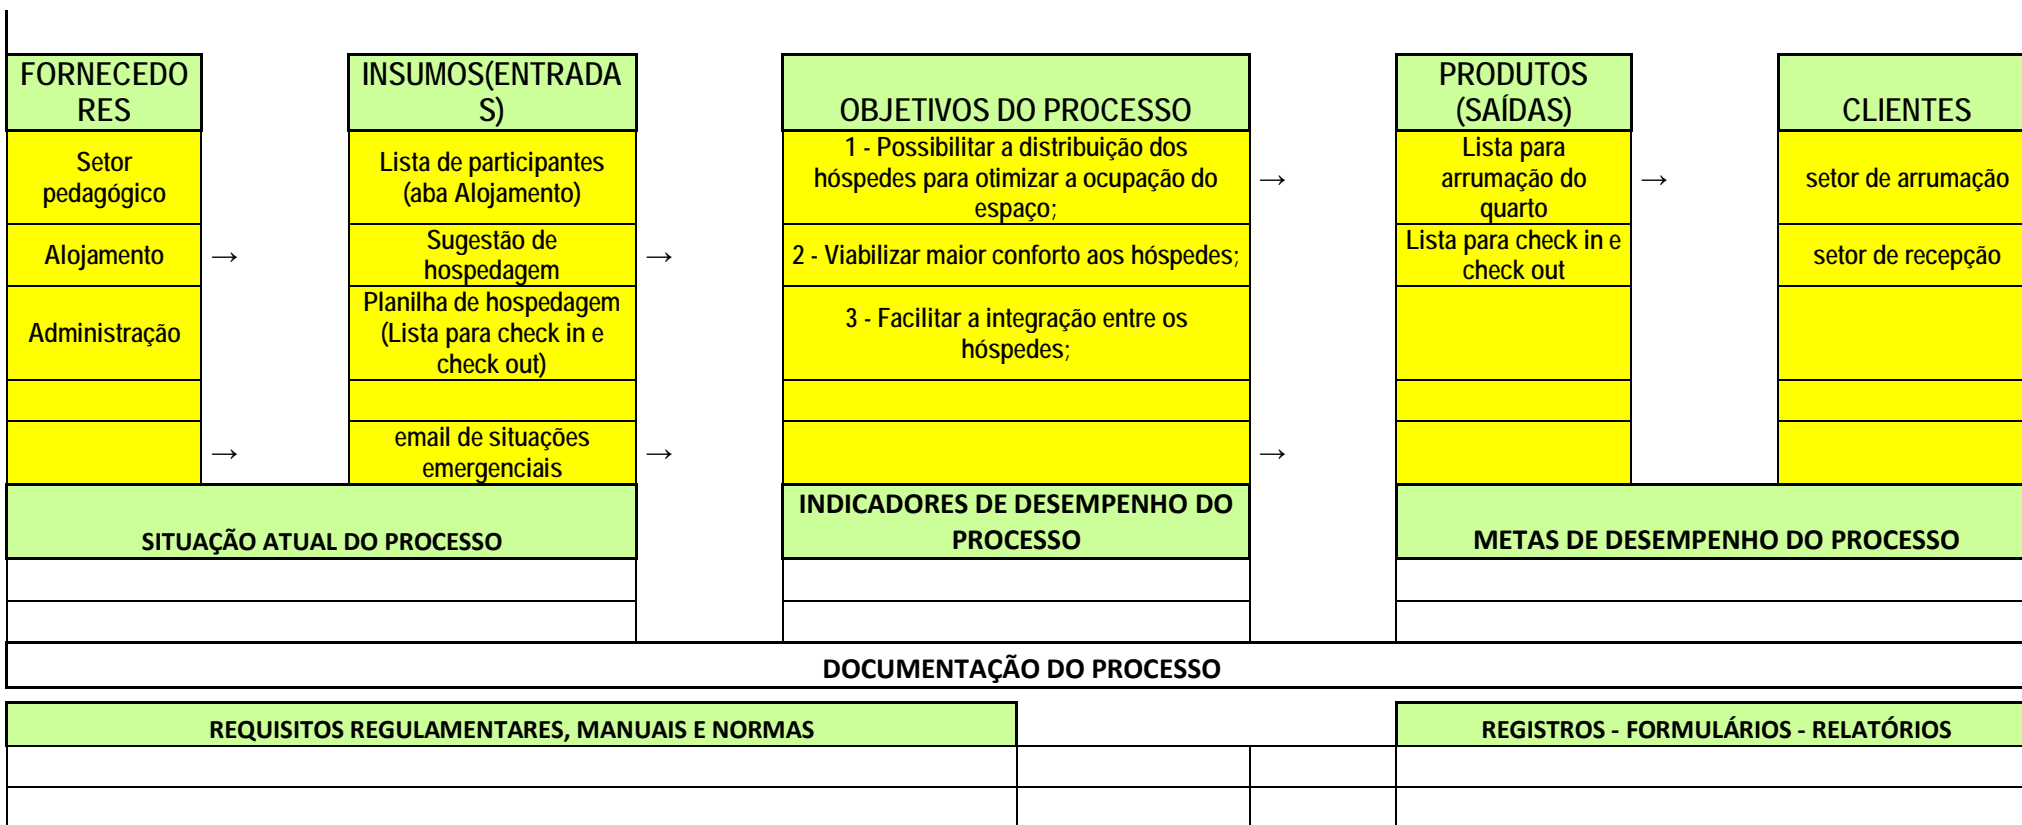 FORNECEDO
RES
INSUMOS(ENTRADA
S)
OBJETIVOS DO PROCESSO
PRODUTOS
(SAÍDAS)
CLIENTES
Setor
pedagógico
Lista de participantes
(aba Alojamento)
1 - Possibilitar a distribuição dos
hóspedes para otimizar a ocupação do
espaço;
→
Lista para
arrumação do
quarto
→
setor de arrumação
Alojamento
→
Sugestão de
hospedagem
→
2 - Viabilizar maior conforto aos hóspedes;
Lista para check in e
check out
setor de recepção
Administração
Planilha de hospedagem
(Lista para check in e
check out)
3 - Facilitar a integração entre os
hóspedes;
→
email de situações
emergenciais
→
→
SITUAÇÃO ATUAL DO PROCESSO
INDICADORES DE DESEMPENHO DO
PROCESSO
METAS DE DESEMPENHO DO PROCESSO
DOCUMENTAÇÃO DO PROCESSO
REQUISITOS REGULAMENTARES, MANUAIS E NORMAS
REGISTROS - FORMULÁRIOS - RELATÓRIOS